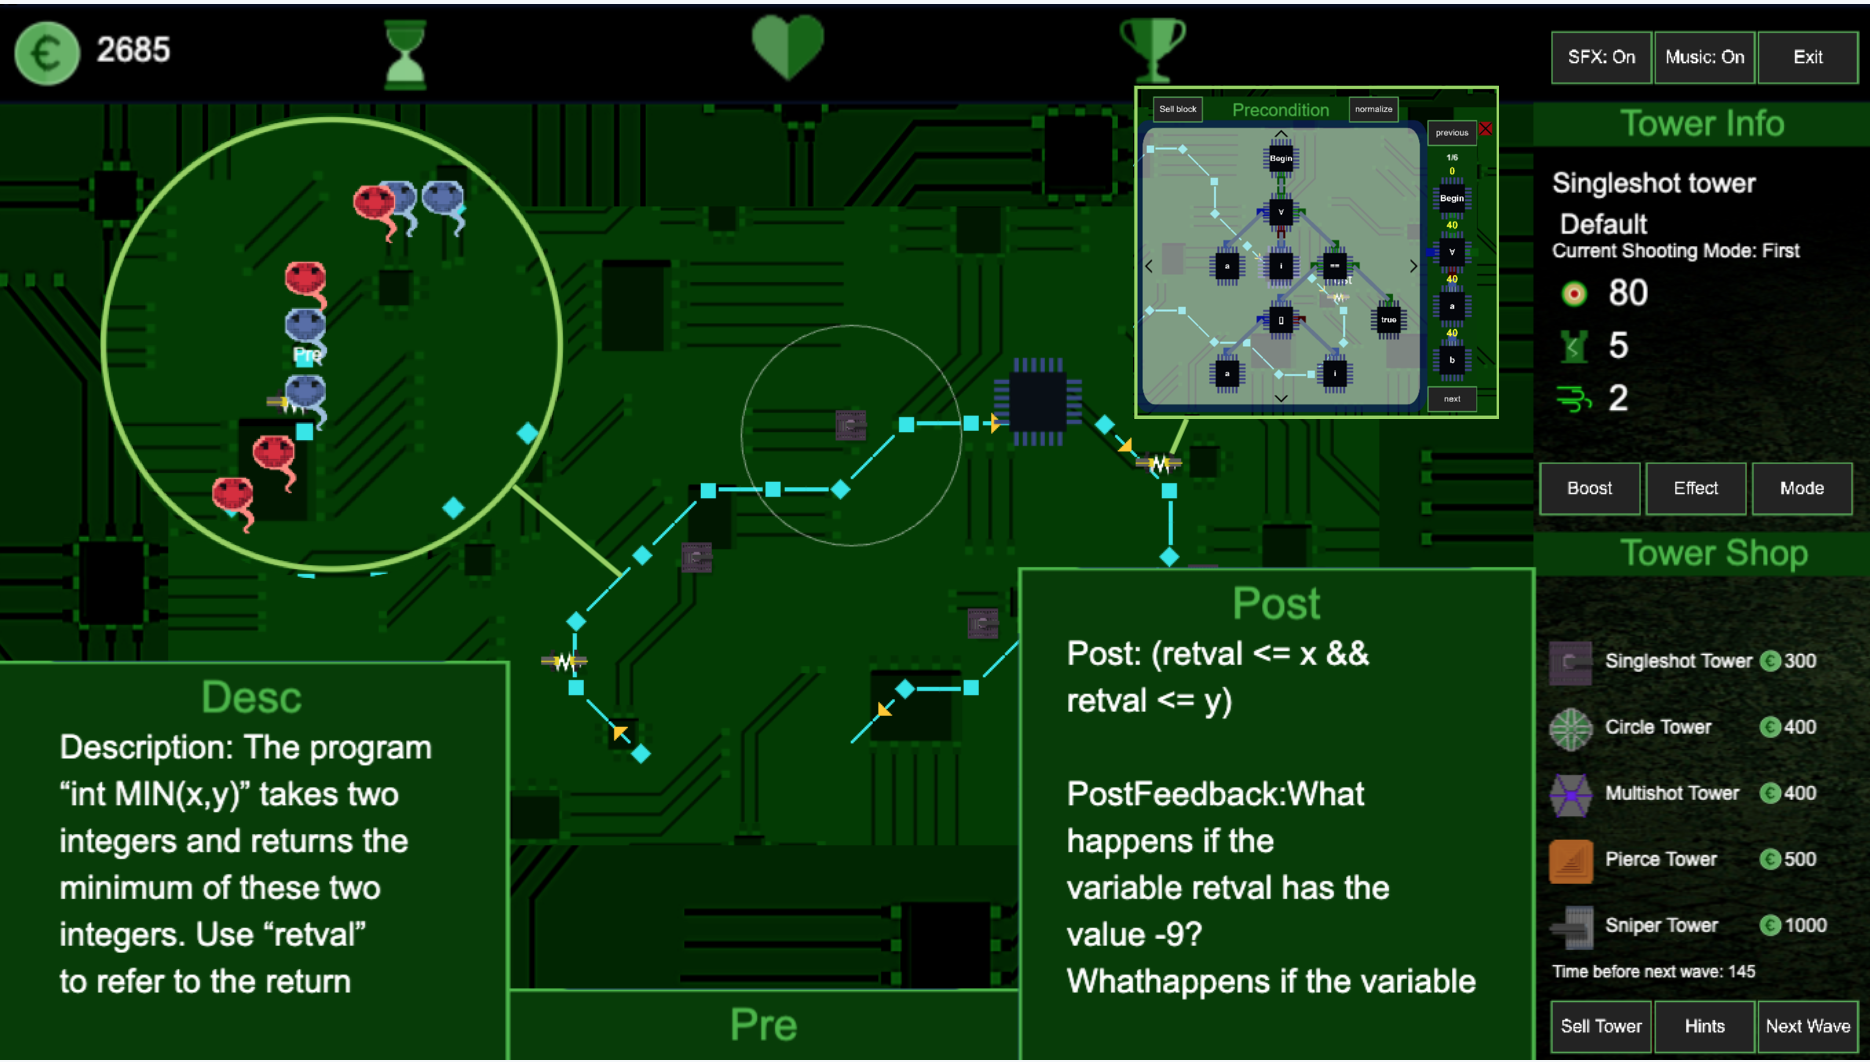 2685
SFX: On
Music: On
Exit
Sell block
Precondition
normalize
previous
1/6
0
Begin
40
∀
40
a
40
b
next
Begin
∀
a
i
==
[]
true
a
i
Pre
Tower Info
Singleshot tower
Default
Current Shooting Mode: First
80
5
2
Boost
Effect
Mode
Tower Shop
Singleshot Tower € 300
Circle Tower € 400
Multishot Tower € 400
Pierce Tower € 500
Sniper Tower € 1000
Time before next wave: 145
Sell Tower
Hints
Next Wave
Desc
Description: The program
“int MIN(x,y)” takes two
integers and returns the
minimum of these two
integers. Use “retval”
to refer to the return
Pre
Post
Post: (retval <= x &&
retval <= y)
PostFeedback:What
happens if the
variable retval has the
value -9?
Whathappens if the variable